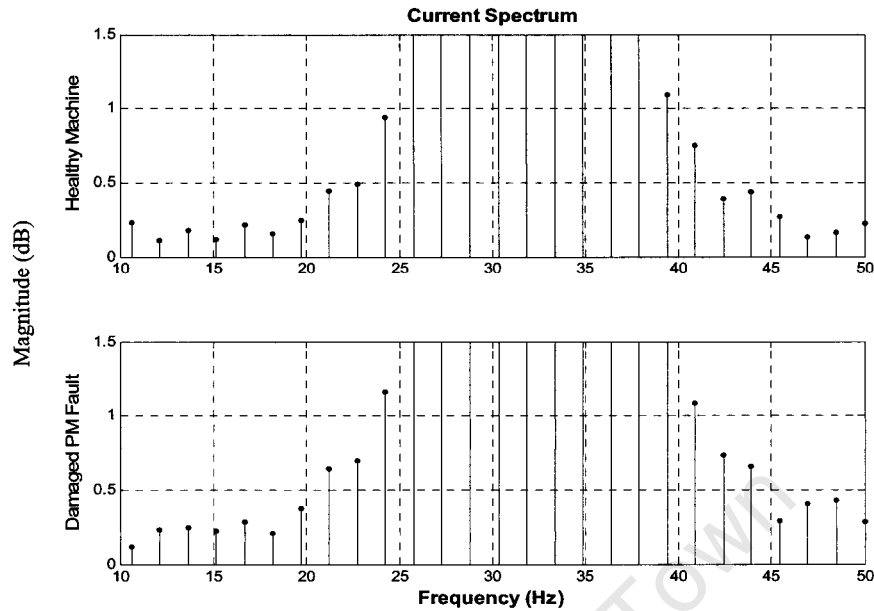 Current Spectrum
Magnitude (dB)
Healthy Machine
1.5
1
0.5
0
10 15 20 25 30 35 40 45 50
Damaged PM Fault
1.5
1
0.5
0
10 15 20 25 30 35 40 45 50
Frequency (Hz)
Town